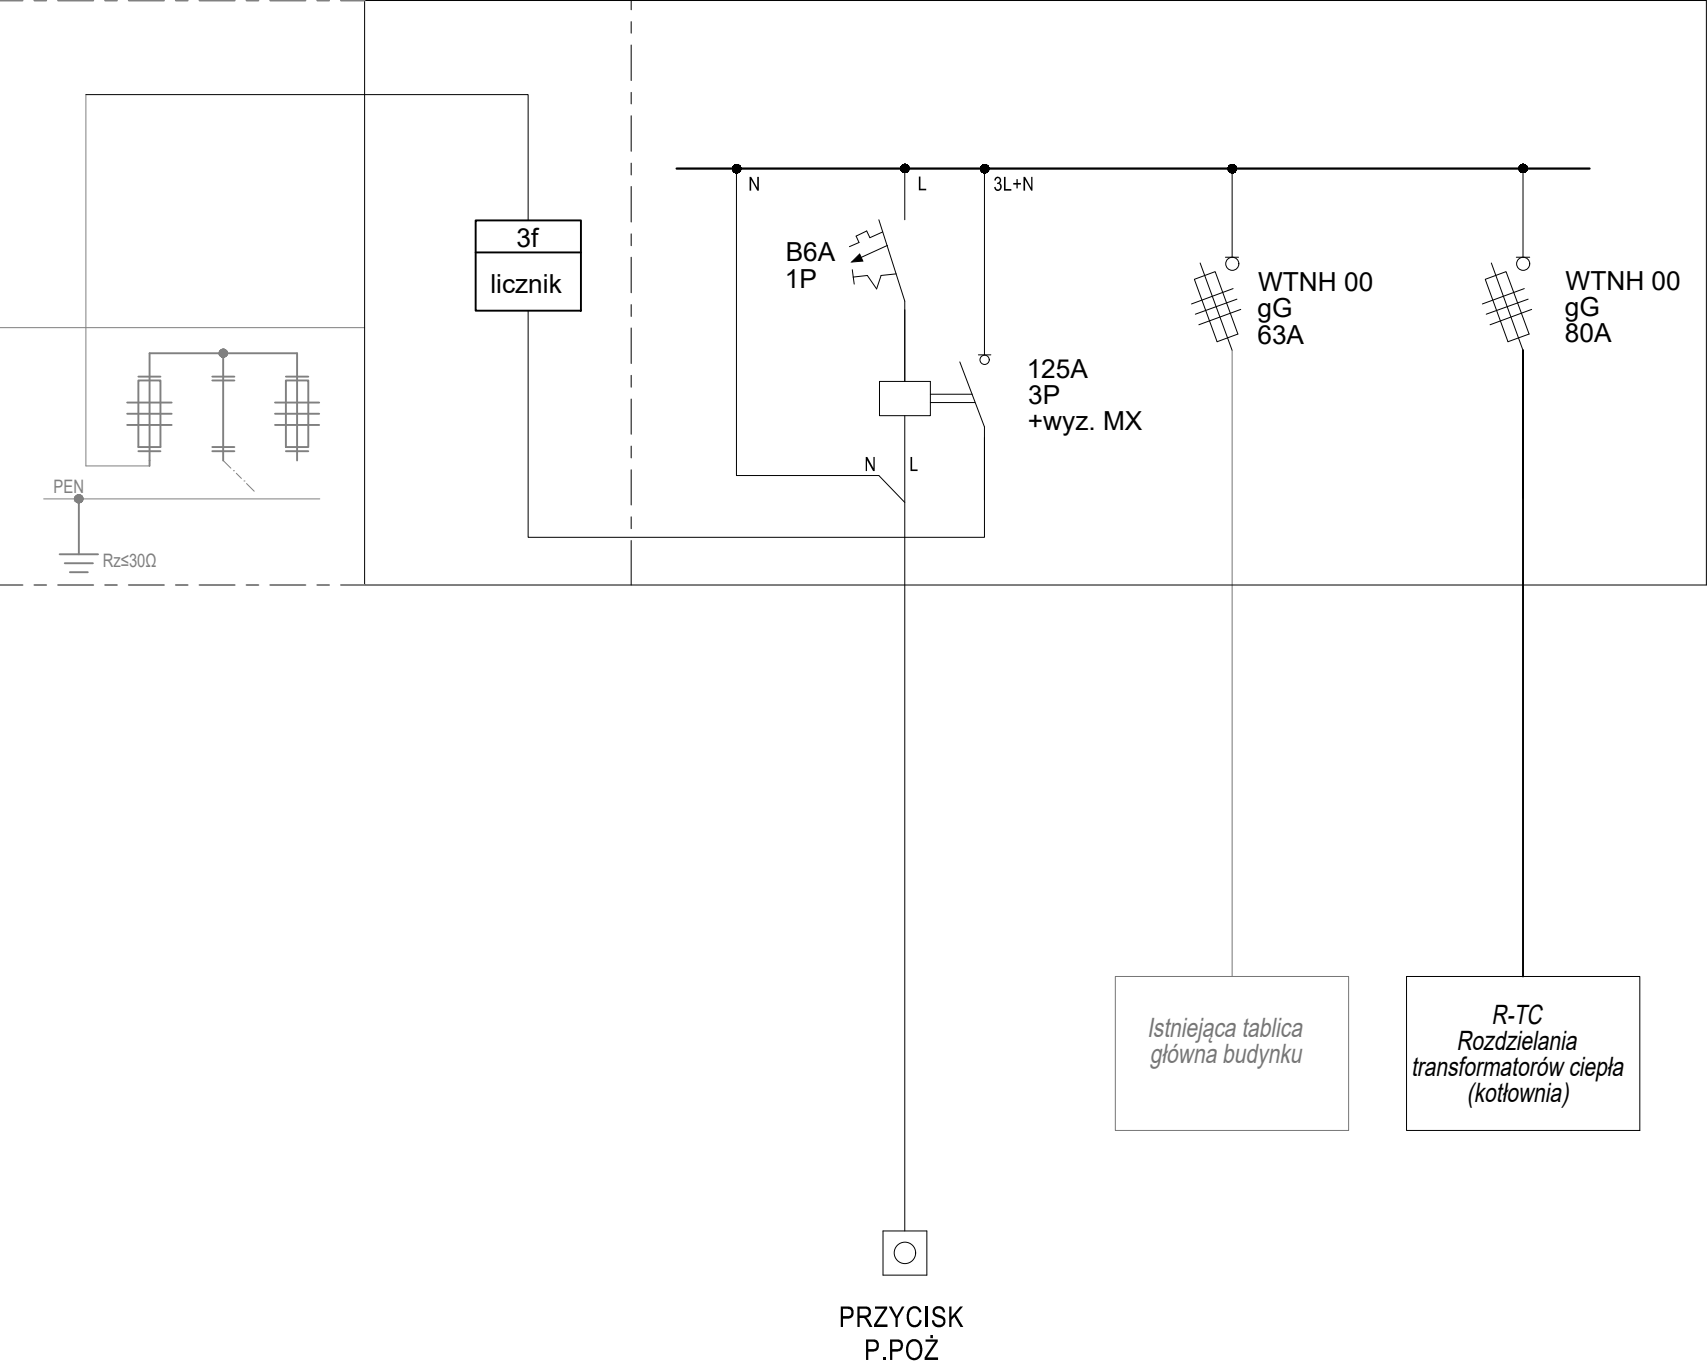 N
L
3L+N
3f
licznik
B6A
1P
WTNH 00
gG
63A
WTNH 00
gG
80A
125A
3P
+wyz. MX
N
L
PEN
Rz≤30Ω
Istniejąca tablica
główna budynku
R-TC
Rozdzielania
transformatorów ciepła
(kotłownia)
PRZYCISK
P.POŻ